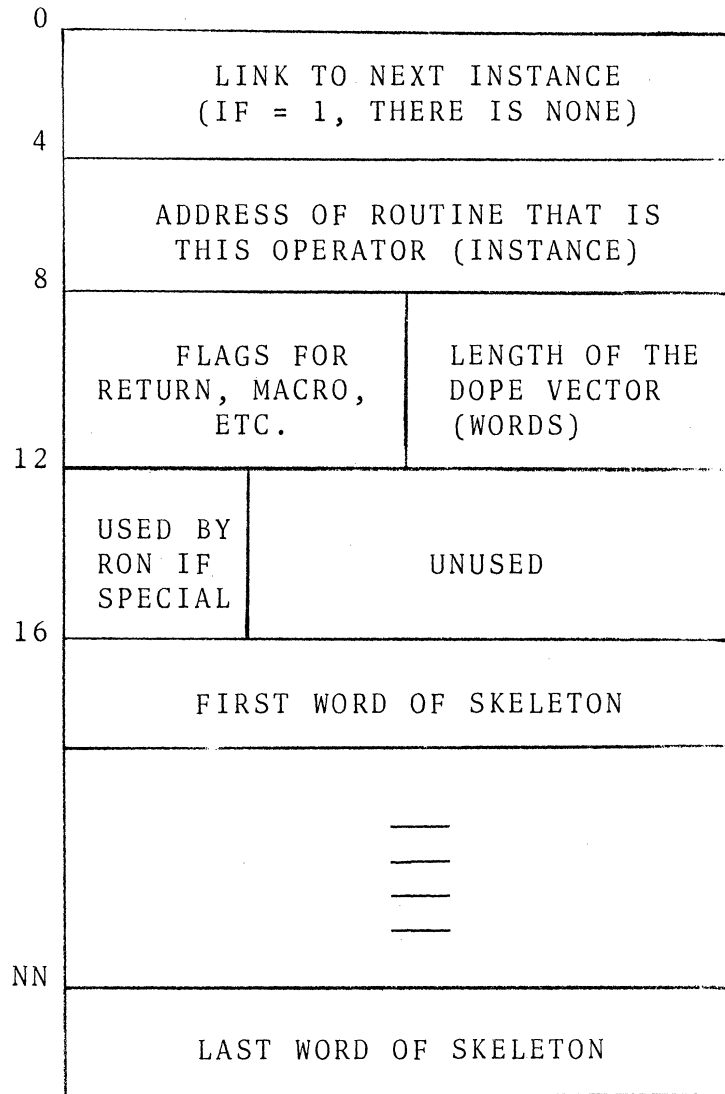 0
LINK TO NEXT INSTANCE
(IF = 1, THERE IS NONE)
4
ADDRESS OF ROUTINE THAT IS
THIS OPERATOR (INSTANCE)
8
FLAGS FOR
RETURN, MACRO,
ETC.
LENGTH OF THE
DOPE VECTOR
(WORDS)
12
USED BY
RON IF
SPECIAL
UNUSED
16
FIRST WORD OF SKELETON
NN
LAST WORD OF SKELETON